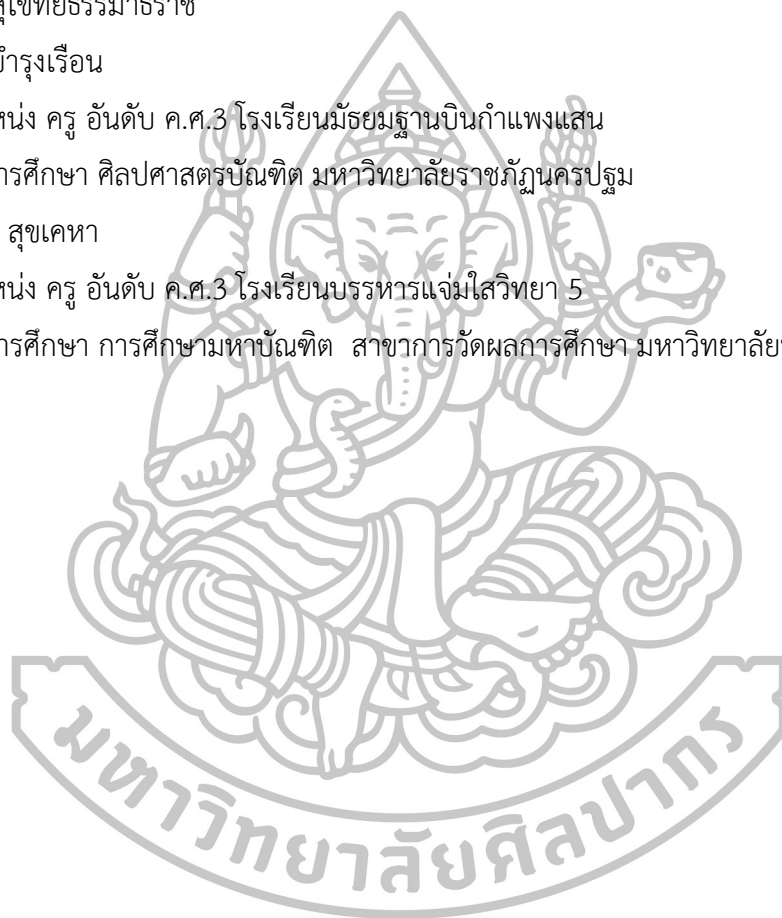 สุโขทัยธรรมาธิราช
บำรุงเรือน
หน่ง ครู อันดับ ค.ศ.3 โรงเรียนมัธยมฐานบินกำแพงแสน
ารศึกษา ศิลปศาสตรบัณฑิต มหาวิทยาลัยราชภัฏนครปฐม
สุขเคหา
หน่ง ครู อันดับ ค.ศ.3 โรงเรียนบรรหารแจ่มใสวิทยา 5
ารศึกษา การศึกษามหาบัณฑิต สาขาการวัดผลการศึกษา มหาวิทยาลัย
มหาวิทยาลัยศิลปากร